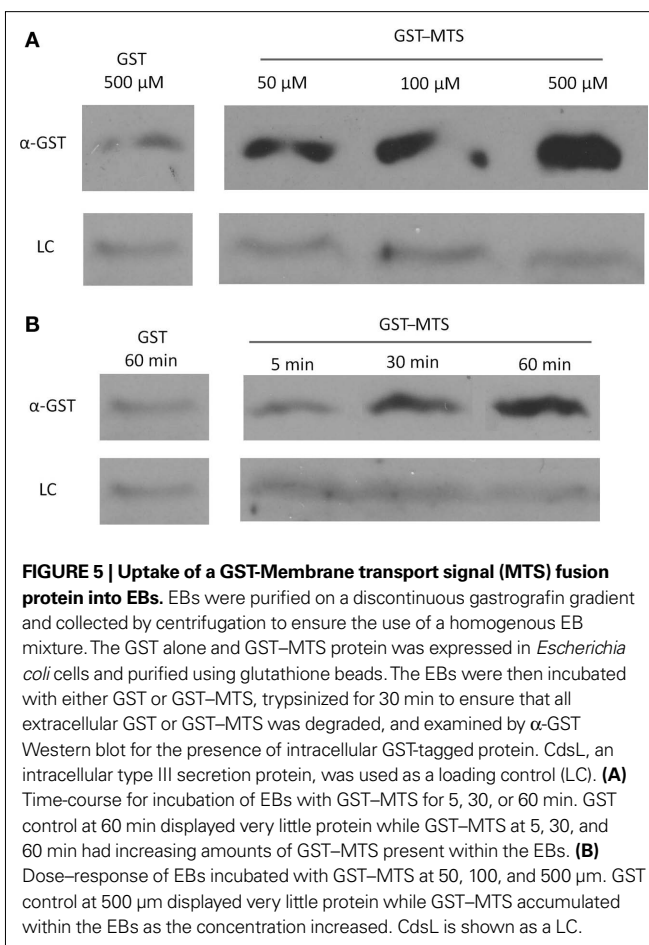 A
GST–MTS
GST
500 μM
50 μM
100 μM
500 μM
α-GST
LC
B
GST–MTS
GST
60 min
5 min
30 min
60 min
α-GST
LC
FIGURE 5 | Uptake of a GST-Membrane transport signal (MTS) fusion
protein into EBs. EBs were purified on a discontinuous gastrografin gradient
and collected by centrifugation to ensure the use of a homogenous EB
mixture. The GST alone and GST–MTS protein was expressed in Escherichia
coli cells and purified using glutathione beads. The EBs were then incubated
with either GST or GST–MTS, trypsinized for 30 min to ensure that all
extracellular GST or GST–MTS was degraded, and examined by α-GST
Western blot for the presence of intracellular GST-tagged protein. CdsL, an
intracellular type III secretion protein, was used as a loading control (LC). (A)
Time-course for incubation of EBs with GST–MTS for 5, 30, or 60 min. GST
control at 60 min displayed very little protein while GST–MTS at 5, 30, and
60 min had increasing amounts of GST–MTS present within the EBs. (B)
Dose–response of EBs incubated with GST–MTS at 50, 100, and 500 μm. GST
control at 500 μm displayed very little protein while GST–MTS accumulated
within the EBs as the concentration increased. CdsL is shown as a LC.